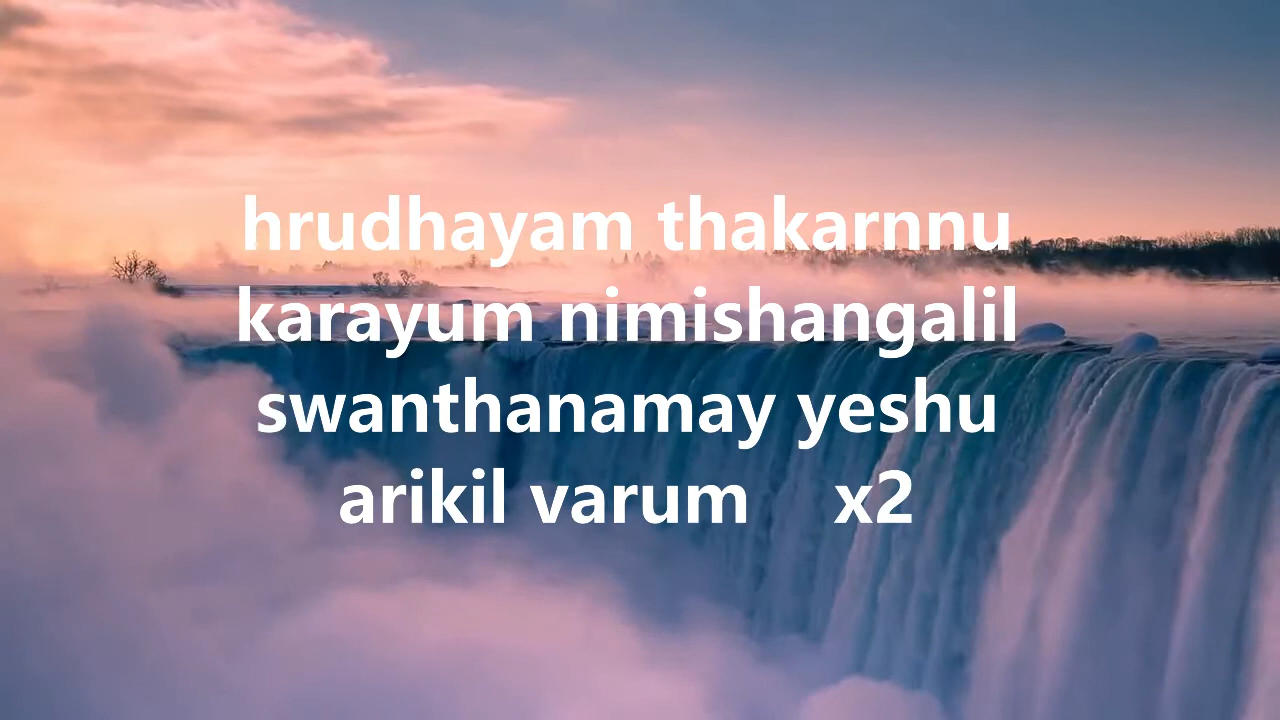 hrudhayam thakarnnu
karayum nimishangalil
swanthanamay yeshu
arikil varum x2